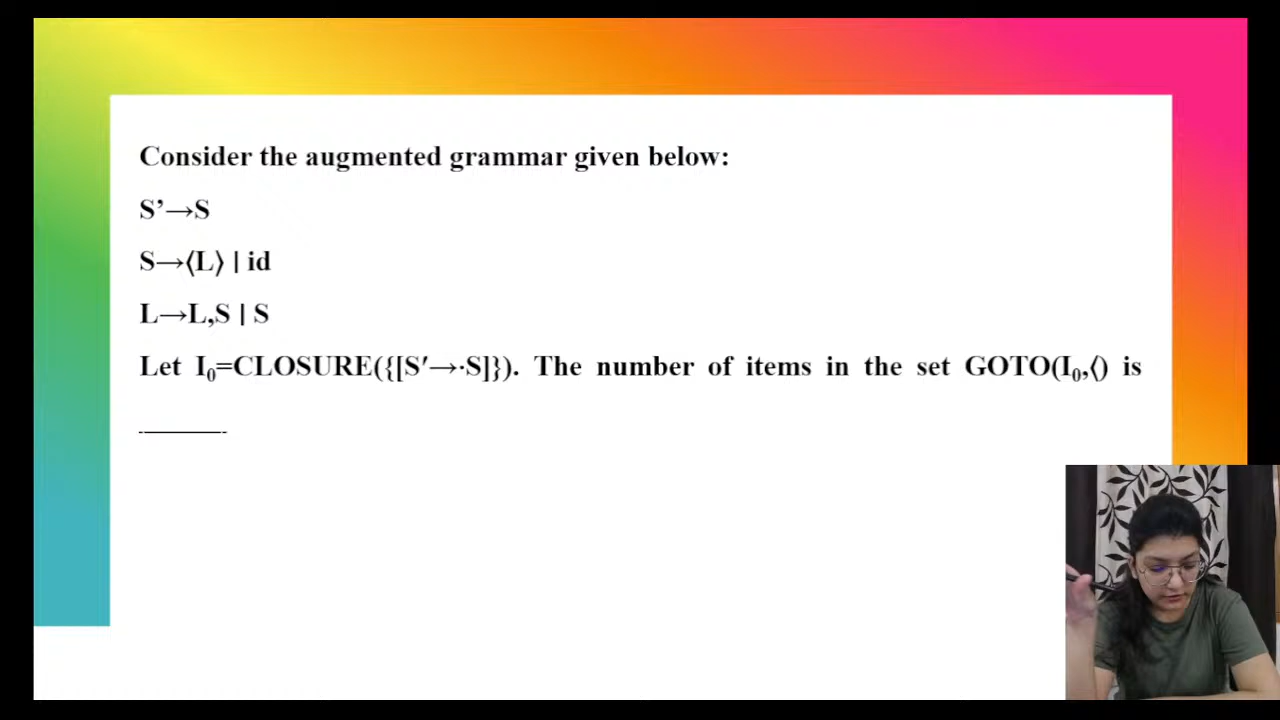 Consider the augmented grammar given below:
S’→S
S→⟨L⟩ | id
L→L,S | S
Let I₀=CLOSURE({[S′→·S]}). The number of items in the set GOTO(I₀,⟨) is
______